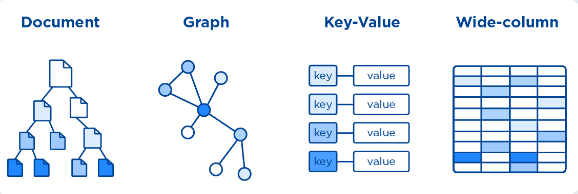 Document
Graph
Key-Value
Wide-column
key value
key value
key value
key value